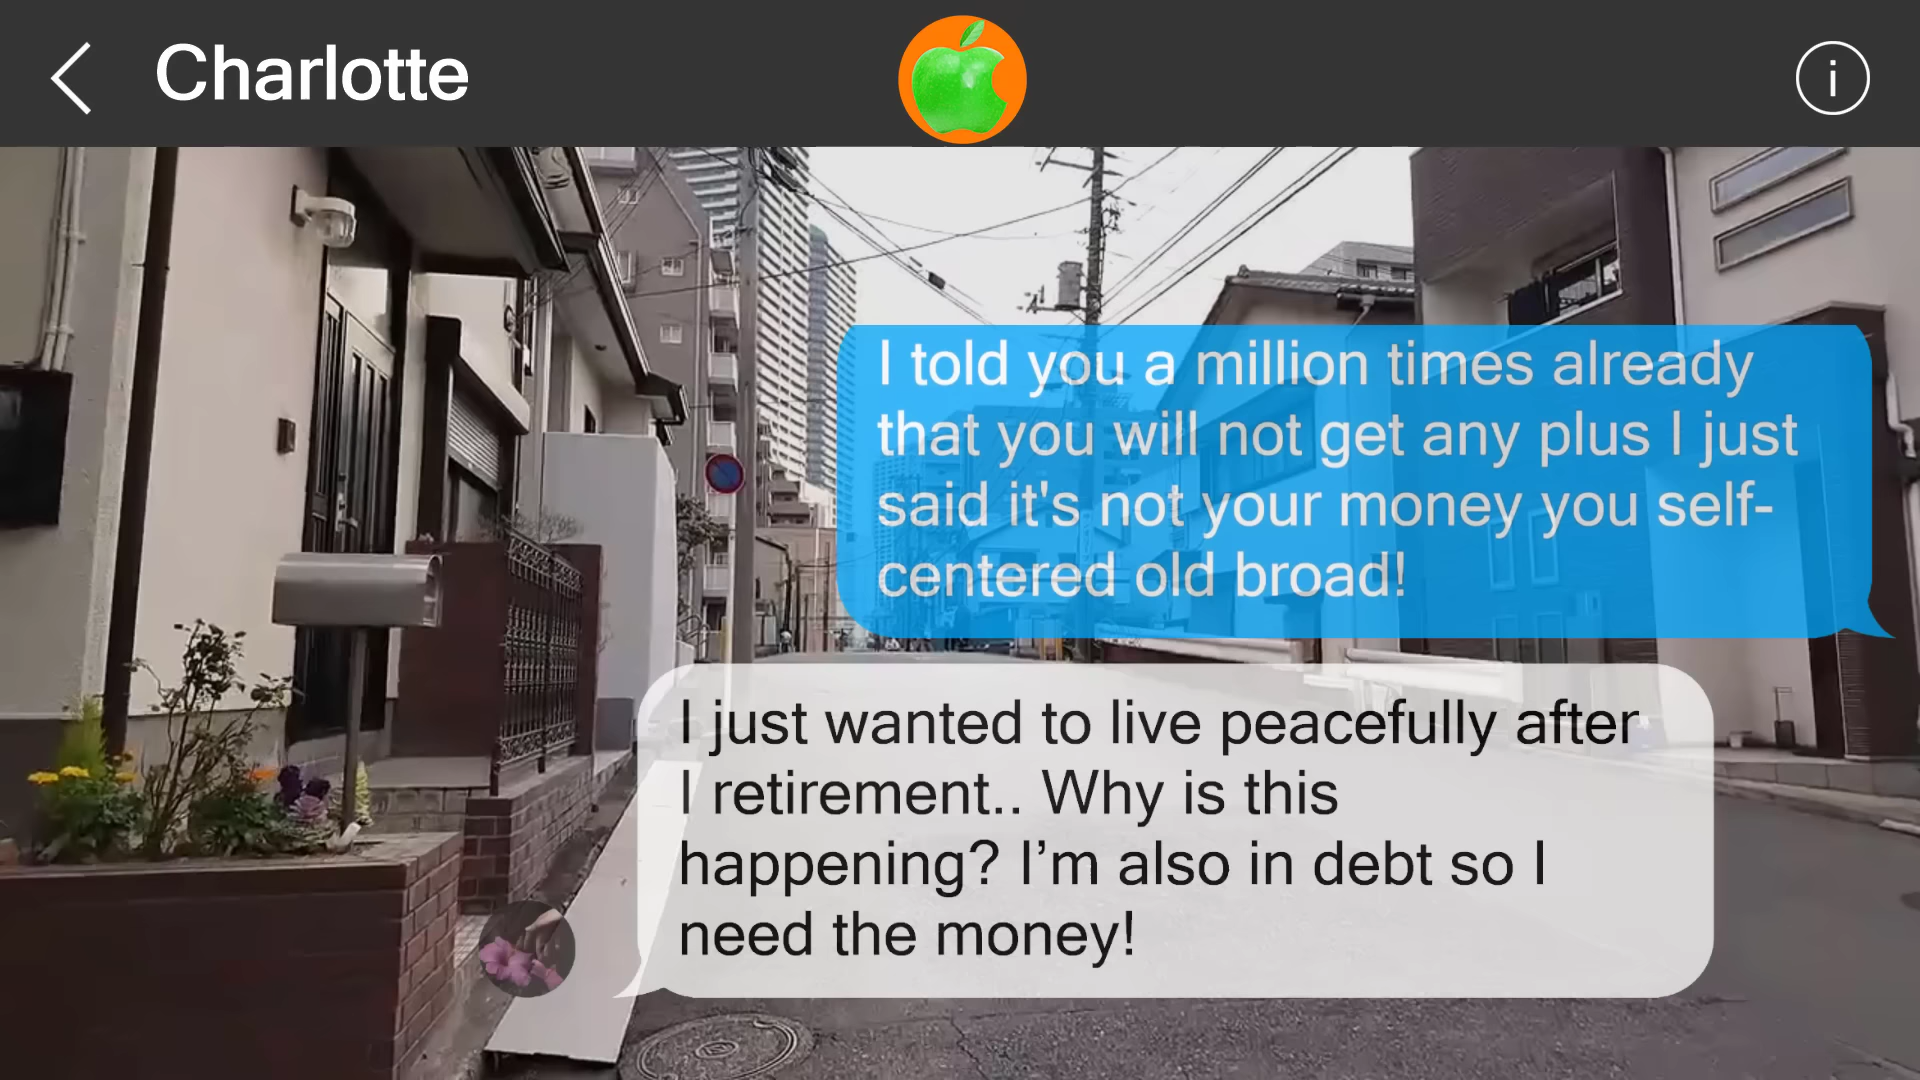 Charlotte
I told you a million times already
that you will not get any plus I just
said it's not your money you self-
centered old broad!
I just wanted to live peacefully after
I retirement.. Why is this
happening? I’m also in debt so I
need the money!